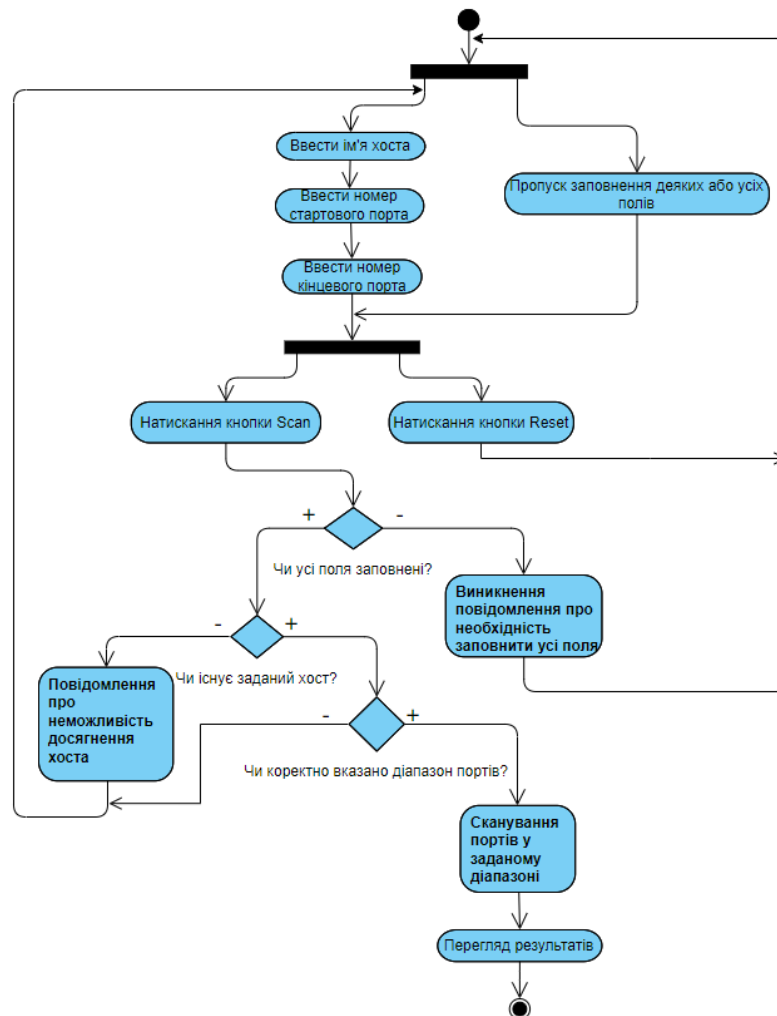 Ввести ім'я хоста
Пропуск заповнення деяких або усіх
полів
Ввести номер
стартового порта
Ввести номер
кінцевого порта
Натискання кнопки Scan
Натискання кнопки Reset
+
-
Чи усі поля заповнені?
Виникнення
повідомлення про
необхідність
заповнити усі поля
-
+
Чи існує заданий хост?
Повідомлення
про
неможливість
досягнення
хоста
-
+
Чи коректно вказано діапазон портів?
Сканування
портів у
заданому
діапазоні
Перегляд результатів